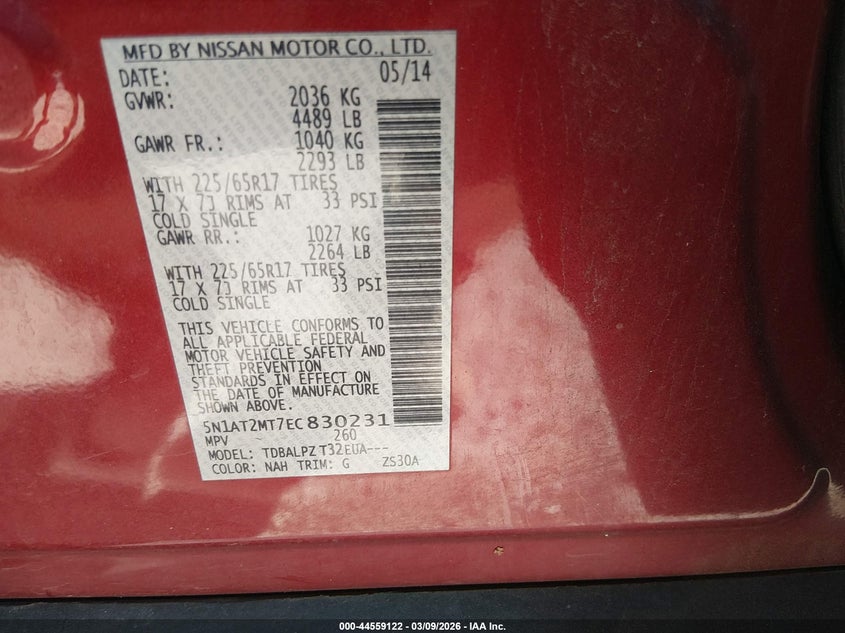 MFD BY NISSAN MOTOR CO., LTD.
DATE: 05/14
GVWR: 2036 KG
4489 LB
GAWR FR.: 1040 KG
2293 LB
WITH 225/65R17 TIRES
17 X 7J RIMS AT 33 PSI
COLD SINGLE
GAWR RR.: 1027 KG
2264 LB
WITH 225/65R17 TIRES
17 X 7J RIMS AT 33 PSI
COLD SINGLE
THIS VEHICLE CONFORMS TO
ALL APPLICABLE FEDERAL
MOTOR VEHICLE SAFETY AND
THEFT PREVENTION
STANDARDS IN EFFECT ON
THE DATE OF MANUFACTURE
SHOWN ABOVE.
5N1AT2MT7EC830231
MPV 260
MODEL: TDBALPZ T32EUA---
COLOR: NAH TRIM: G ZS30A
000-44559122 - 03/09/2026 - IAA Inc.